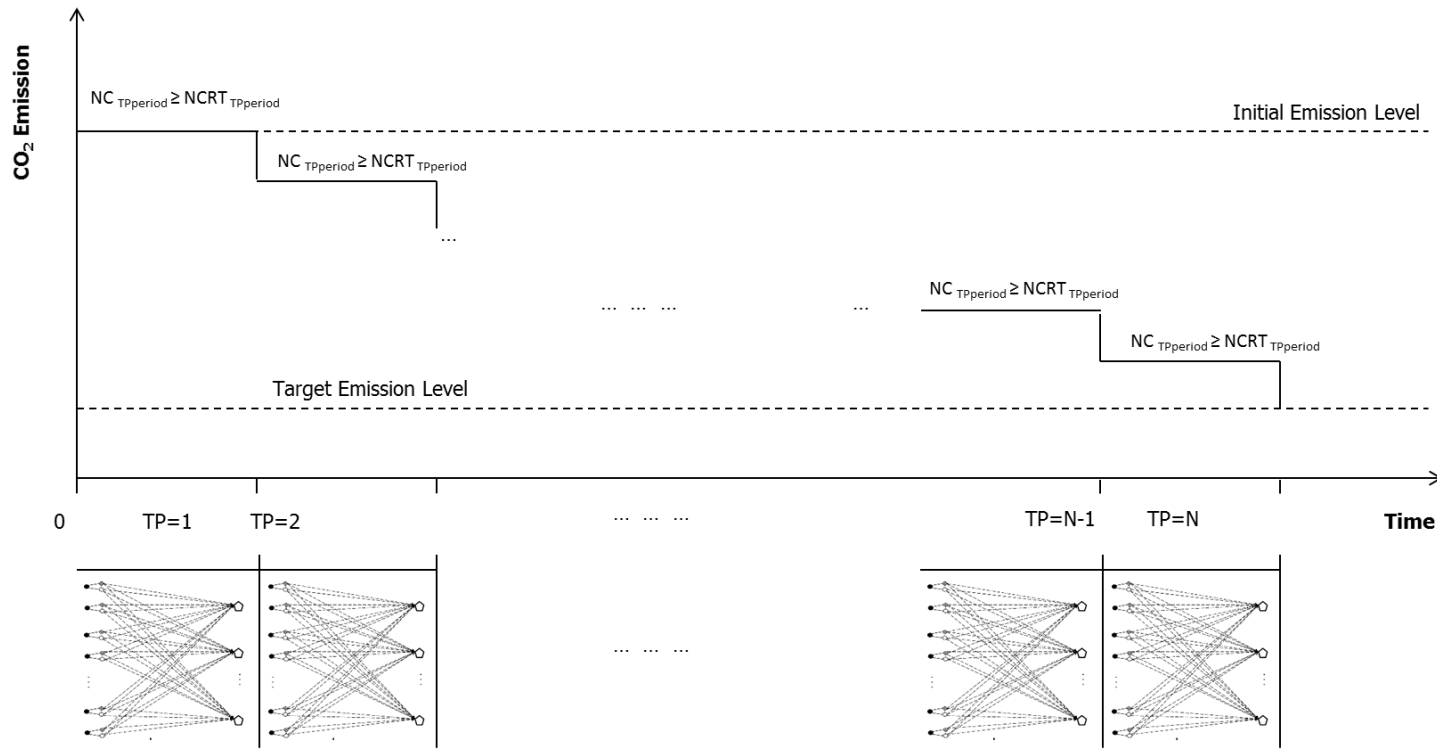 CO₂ Emission
NC TPperiod ≥ NCRT TPperiod
Initial Emission Level
NC TPperiod ≥ NCRT TPperiod
...
NC TPperiod ≥ NCRT TPperiod
... ... ... ...
NC TPperiod ≥ NCRT TPperiod
Target Emission Level
0 TP=1 TP=2 ... ... ... TP=N-1 TP=N Time
... ... ...